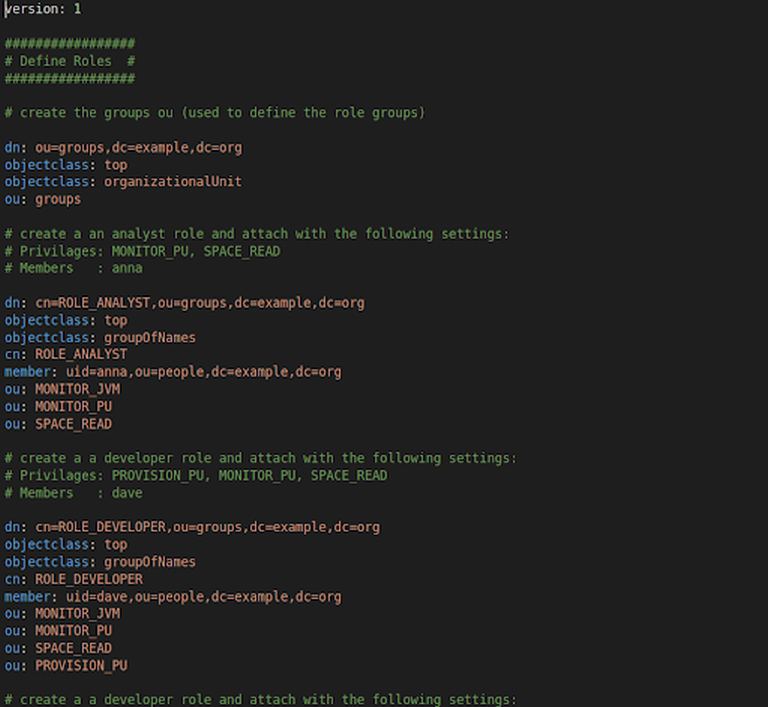 version: 1
#################
# Define Roles  #
#################
# create the groups ou (used to define the role groups)
dn: ou=groups,dc=example,dc=org
objectclass: top
objectclass: organizationalUnit
ou: groups
# create a an analyst role and attach with the following settings:
# Privilages: MONITOR_PU, SPACE_READ
# Members   : anna
dn: cn=ROLE_ANALYST,ou=groups,dc=example,dc=org
objectclass: top
objectclass: groupOfNames
cn: ROLE_ANALYST
member: uid=anna,ou=people,dc=example,dc=org
ou: MONITOR_JVM
ou: MONITOR_PU
ou: SPACE_READ
# create a a developer role and attach with the following settings:
# Privilages: PROVISION_PU, MONITOR_PU, SPACE_READ
# Members   : dave
dn: cn=ROLE_DEVELOPER,ou=groups,dc=example,dc=org
objectclass: top
objectclass: groupOfNames
cn: ROLE_DEVELOPER
member: uid=dave,ou=people,dc=example,dc=org
ou: MONITOR_JVM
ou: MONITOR_PU
ou: SPACE_READ
ou: PROVISION_PU
# create a a developer role and attach with the following settings: